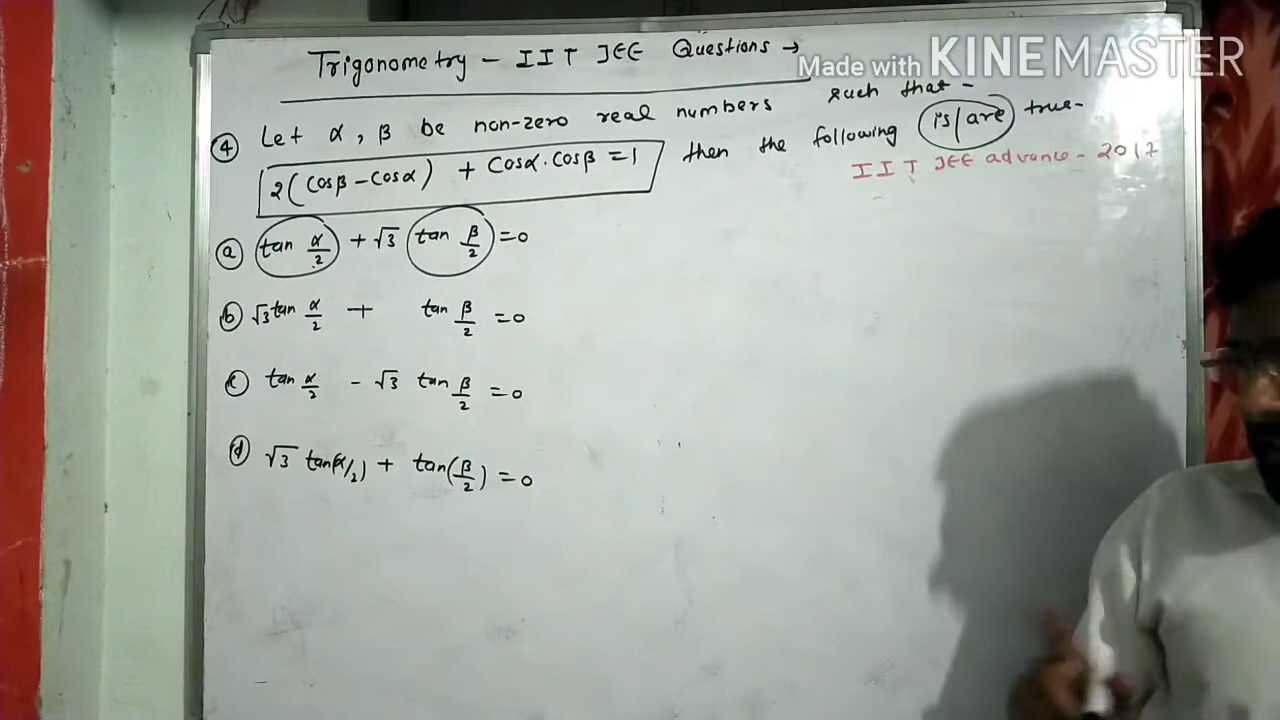 Trigonometry - IIT JEE Questions →
Made with KINEMASTER
④ Let α, β be non-zero real numbers such that -
2(cosβ - cosα) + cosα.cosβ = 1 then the following is/are true-
IIT JEE advance - 2017
ⓐ tan α/2 + √3 tan β/2 = 0
ⓑ √3 tan α/2 + tan β/2 = 0
ⓒ tan α/2 - √3 tan β/2 = 0
ⓓ √3 tan(α/2) + tan(β/2) = 0